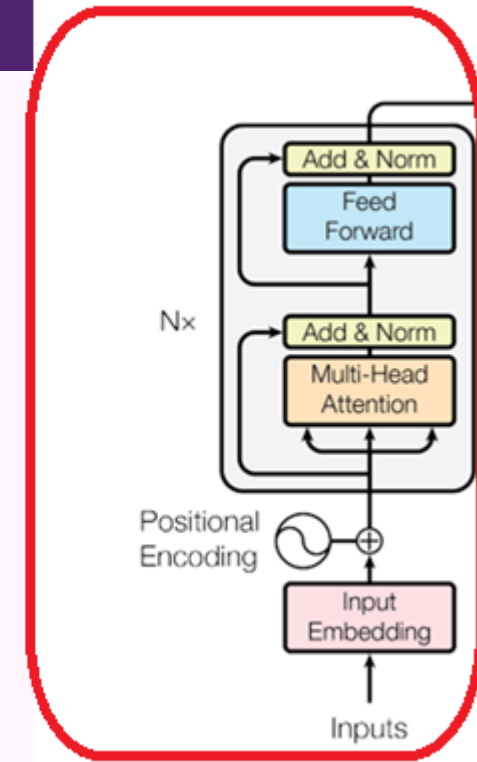 Add & Norm
Feed
Forward
Nx
Add & Norm
Multi-Head
Attention
Positional
Encoding
Input
Embedding
Inputs